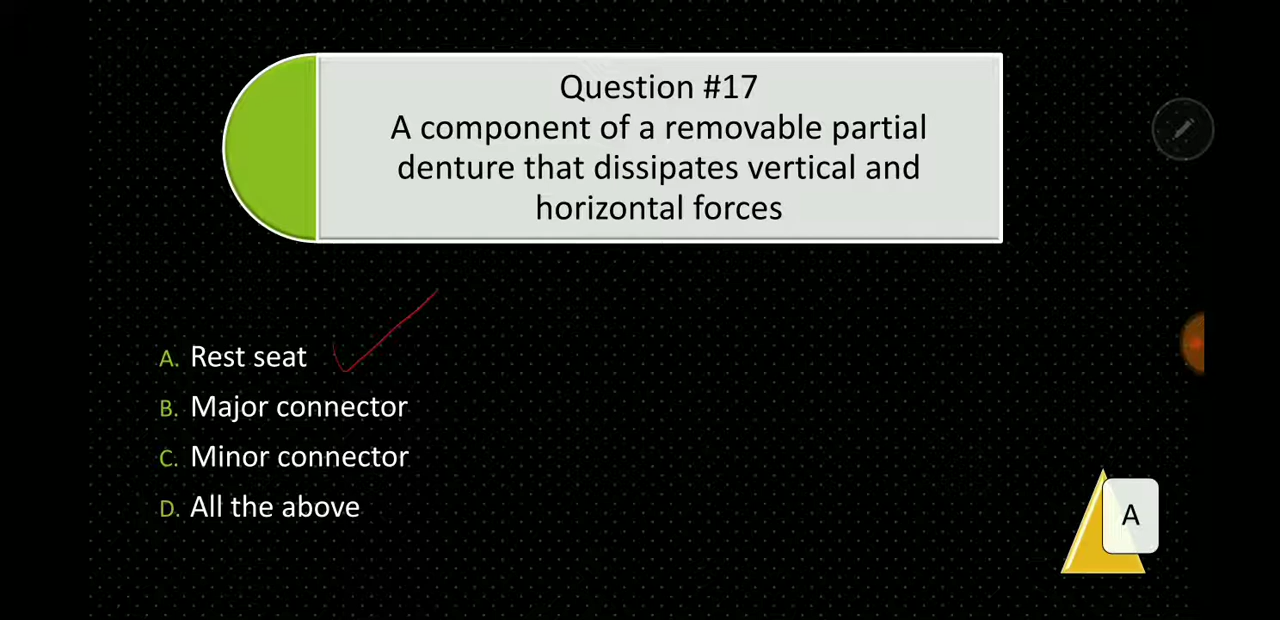 Question #17
A component of a removable partial
denture that dissipates vertical and
horizontal forces
A. Rest seat
B. Major connector
C. Minor connector
D. All the above
A